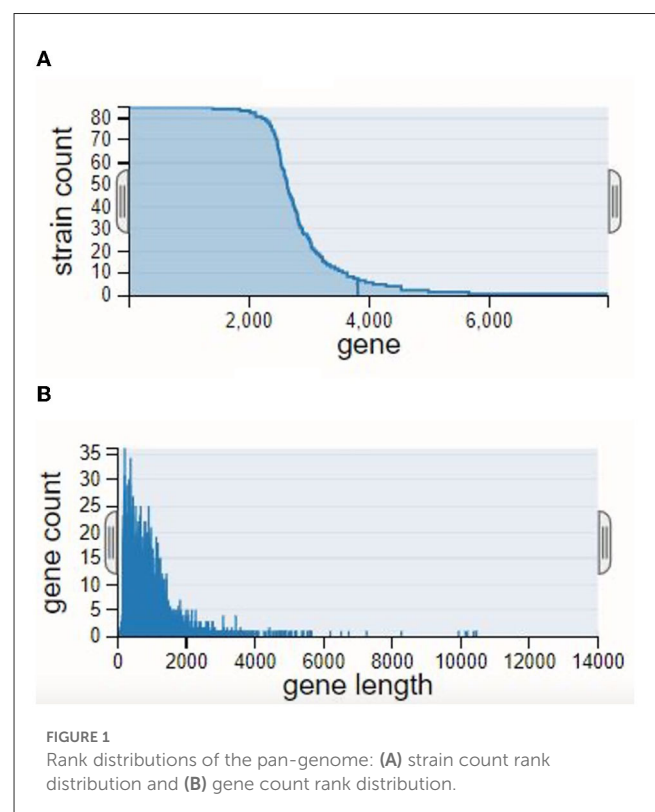 A
80
70
60
50
40
30
20
10
0
strain count
2,000 4,000 6,000
gene
B
35
30
25
20
15
10
5
0
gene count
0 2000 4000 6000 8000 10000 12000 14000
gene length
FIGURE 1
Rank distributions of the pan-genome: (A) strain count rank
distribution and (B) gene count rank distribution.